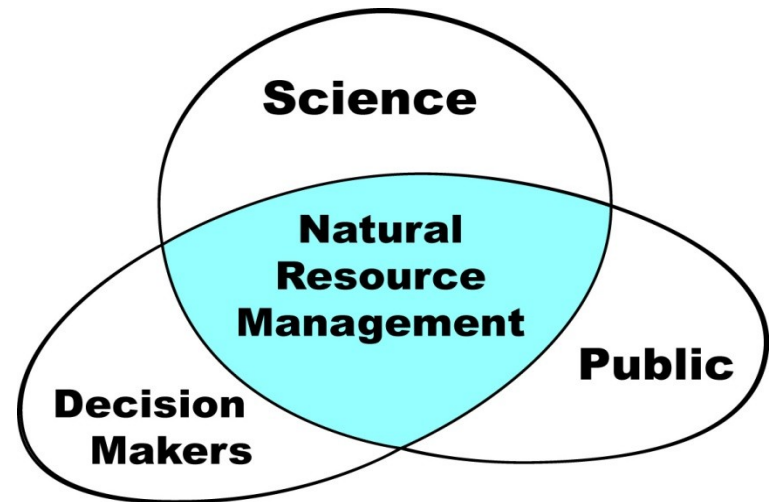 Science
Natural
Resource
Management
Public
Decision
Makers